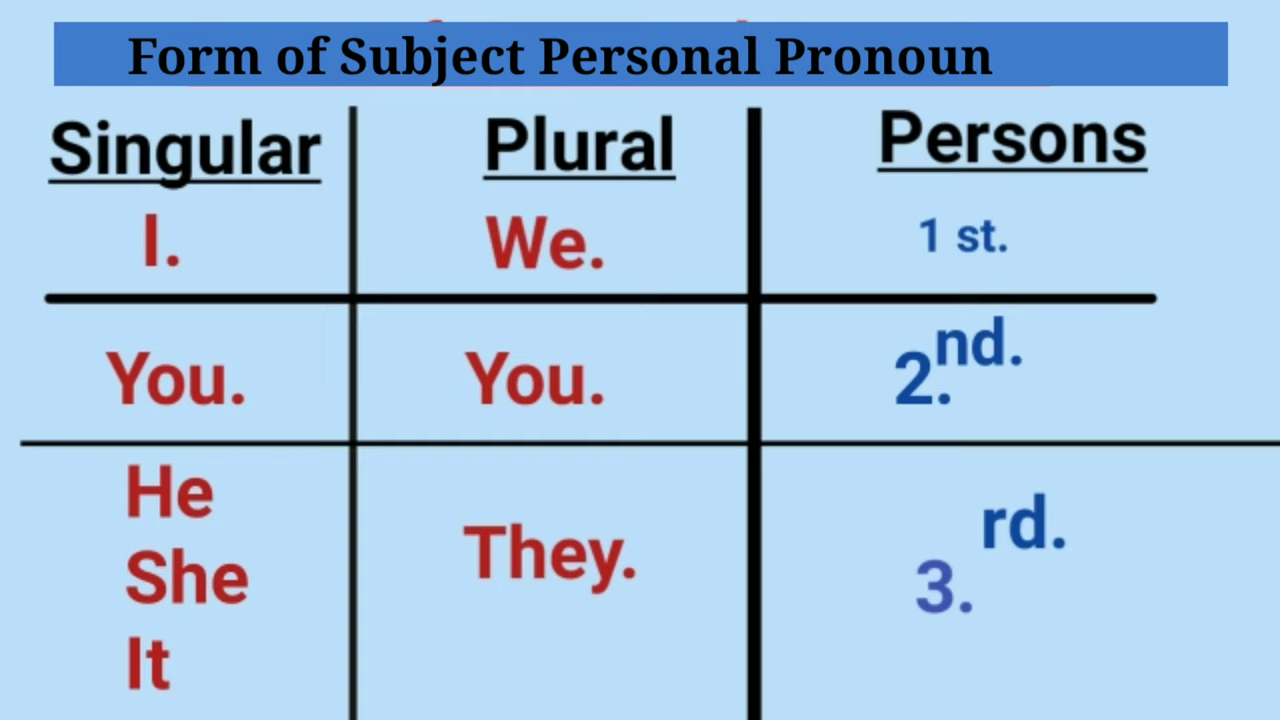 Form of Subject Personal Pronoun
Singular Plural Persons
I. We. 1 st.
You. You. 2.nd.
He
She They. 3. rd.
It